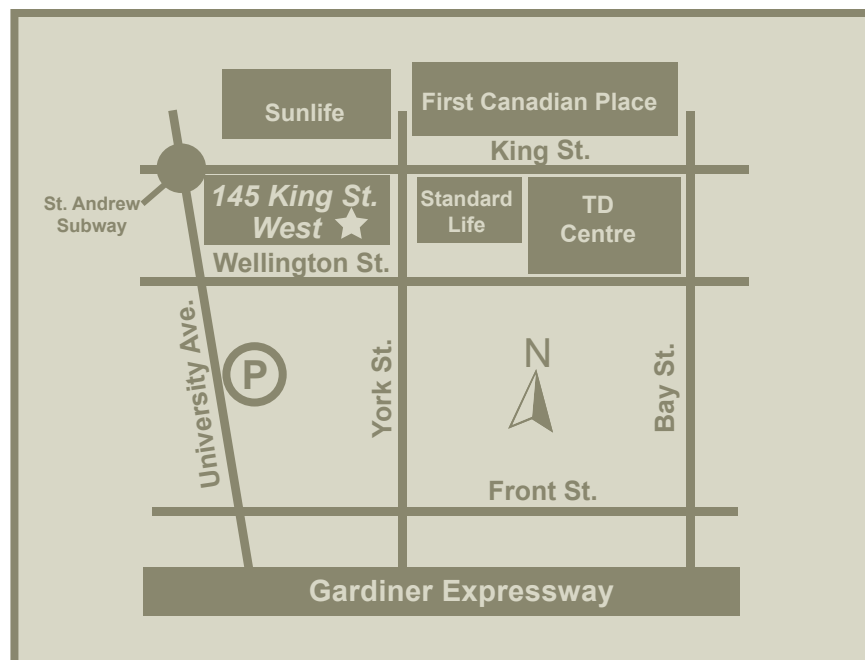 Sunlife
First Canadian Place
King St.
St. Andrew
Subway
145 King St.
West
Standard
Life
TD
Centre
Wellington St.
University Ave.
P
York St.
N
Bay St.
Front St.
Gardiner Expressway